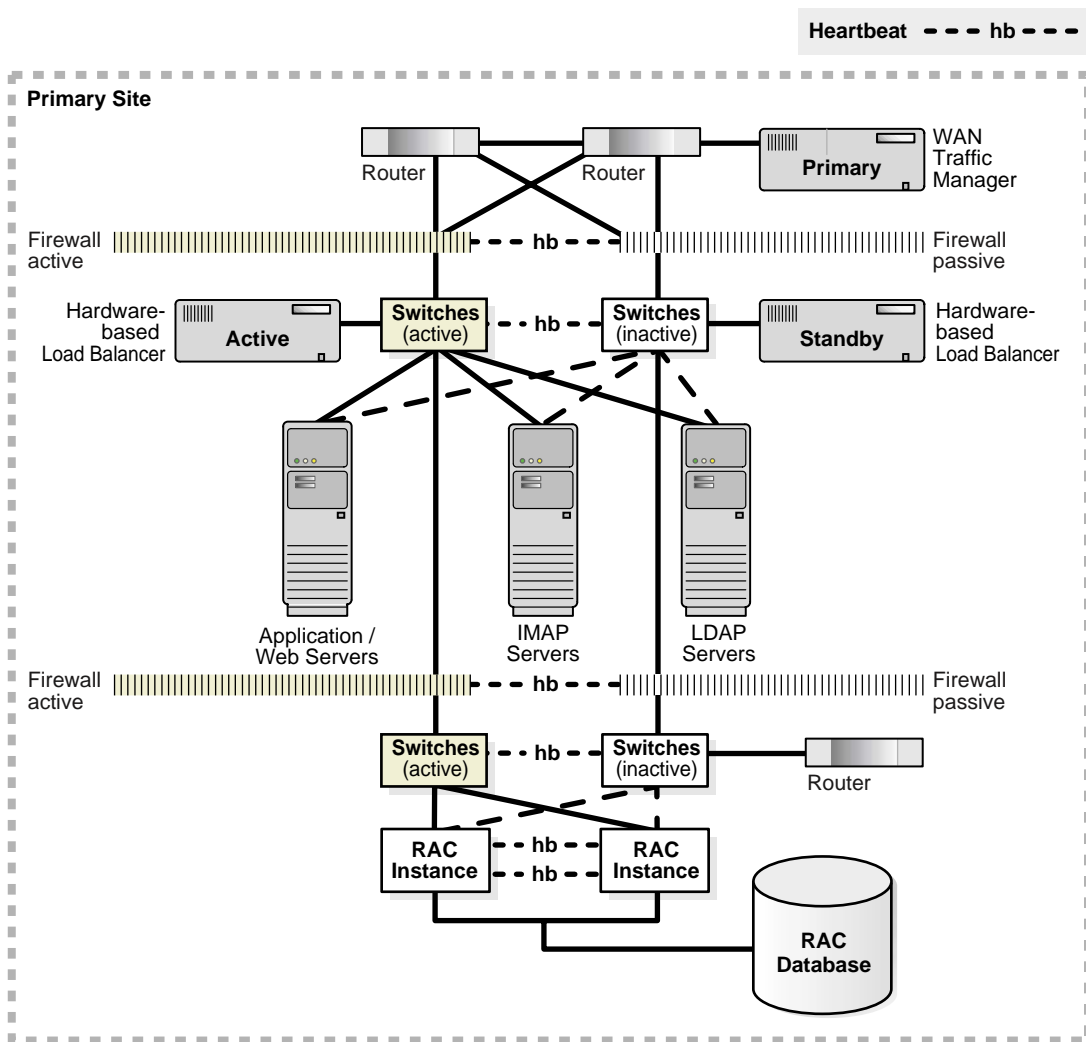 Heartbeat hb
Primary Site
Router
Router
Primary
WAN
Traffic
Manager
Firewall
active
hb
Firewall
passive
Hardware-
based
Load Balancer
Active
Switches
(active)
hb
Switches
(inactive)
Standby
Hardware-
based
Load Balancer
Application /
Web Servers
IMAP
Servers
LDAP
Servers
Firewall
active
hb
Firewall
passive
Switches
(active)
hb
Switches
(inactive)
Router
RAC
Instance
hb
hb
RAC
Instance
RAC
Database